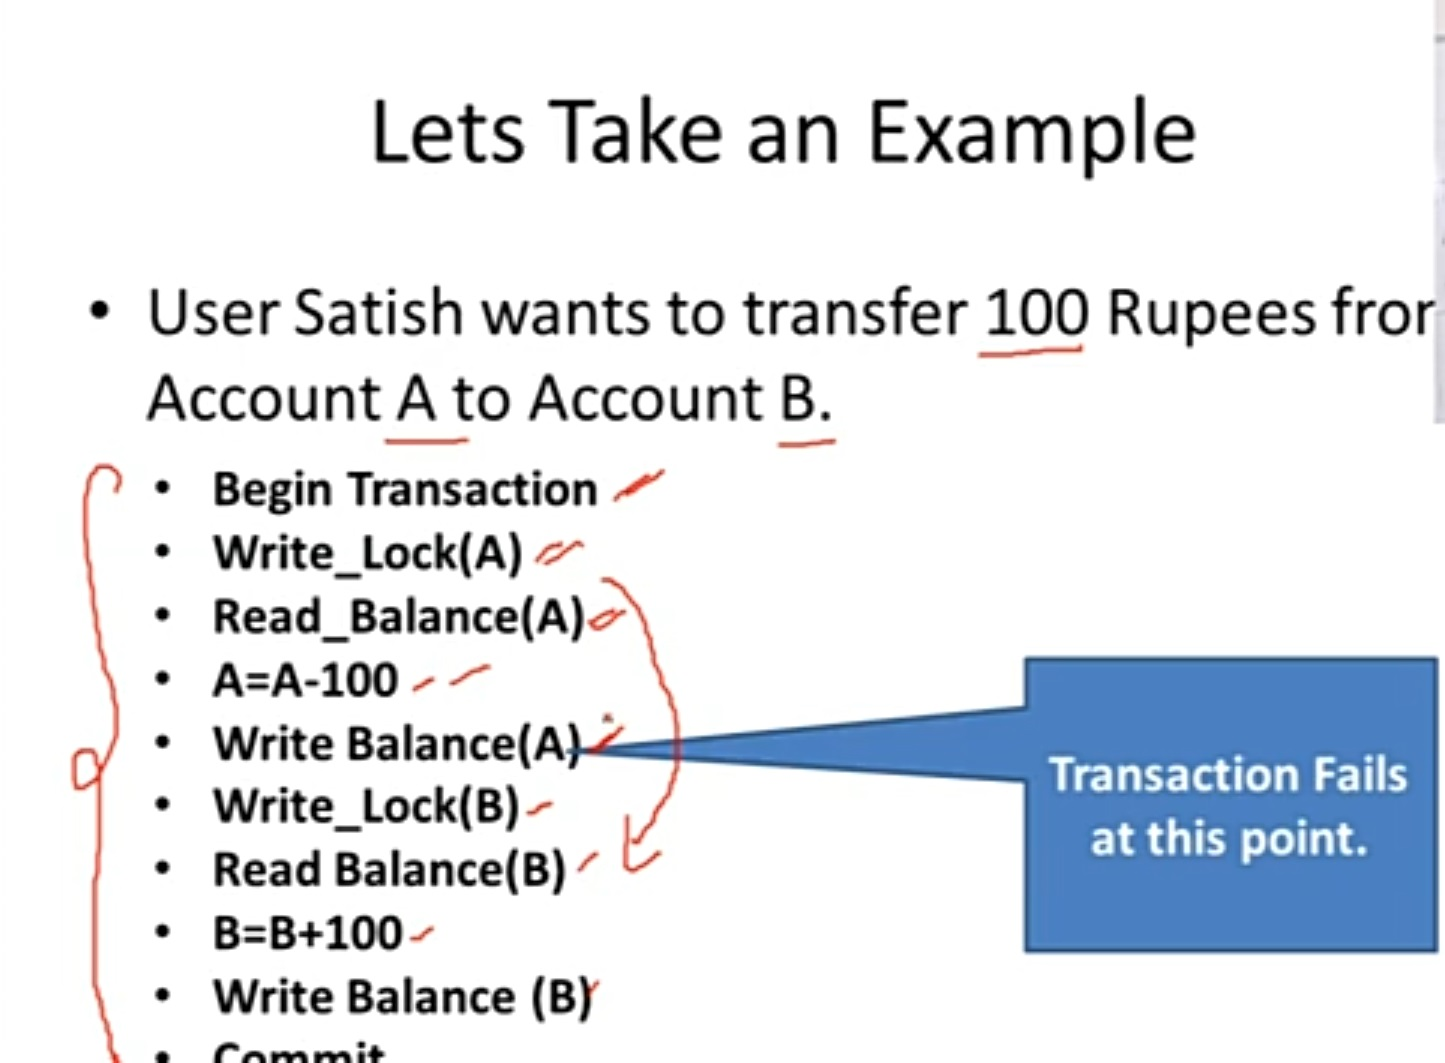 Lets Take an Example
• User Satish wants to transfer 100 Rupees
Account A to Account B.
• Begin Transaction
• Write_Lock(A)
• Read_Balance(A)
• A=A-100
• Write Balance(A)
• Write_Lock(B)
• Read Balance(B)
• B=B+100
• Write Balance (B)
• Commit
Transaction Fails
at this point.